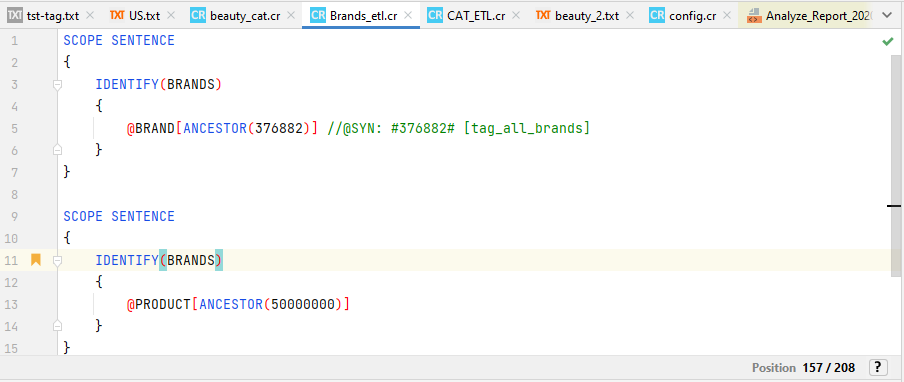 TXT tst-tag.txt TXT US.txt CR beauty_cat.cr CR Brands_etl.cr CR CAT_ETL.cr TXT beauty_2.txt CR config.cr Analyze_Report_202
1 SCOPE SENTENCE
2 {
3 IDENTIFY(BRANDS)
4 {
5 @BRAND[ANCESTOR(376882)] //@SYN: #376882# [tag_all_brands]
6 }
7 }
8
9 SCOPE SENTENCE
10 {
11 IDENTIFY(BRANDS)
12 {
13 @PRODUCT[ANCESTOR(50000000)]
14 }
15 }
Position 157 / 208 ?